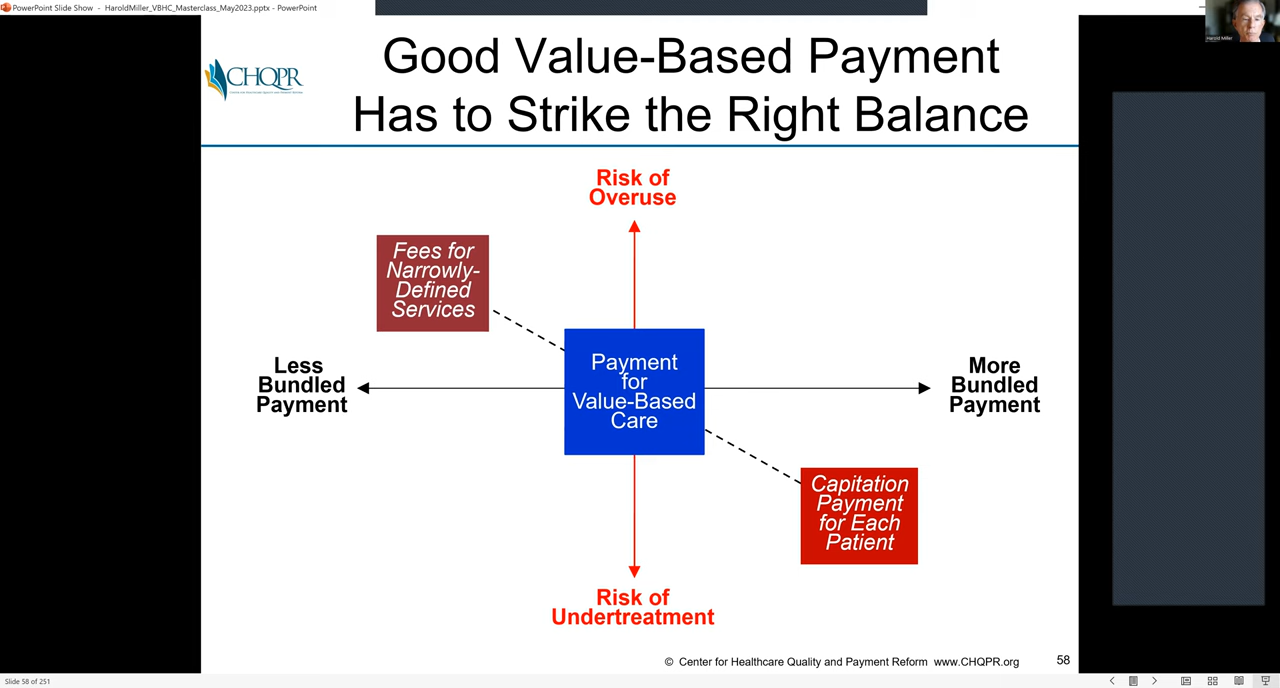 PowerPoint Slide Show - HaroldMiller_VBHC_Masterclass_May2023.pptx - PowerPoint
Harold Miller
CHQPR
Good Value-Based Payment
Has to Strike the Right Balance
Risk of
Overuse
Fees for
Narrowly-
Defined
Services
Less
Bundled
Payment
Payment
for
Value-Based
Care
More
Bundled
Payment
Capitation
Payment
for Each
Patient
Risk of
Undertreatment
© Center for Healthcare Quality and Payment Reform www.CHQPR.org
58
Slide 58 of 251